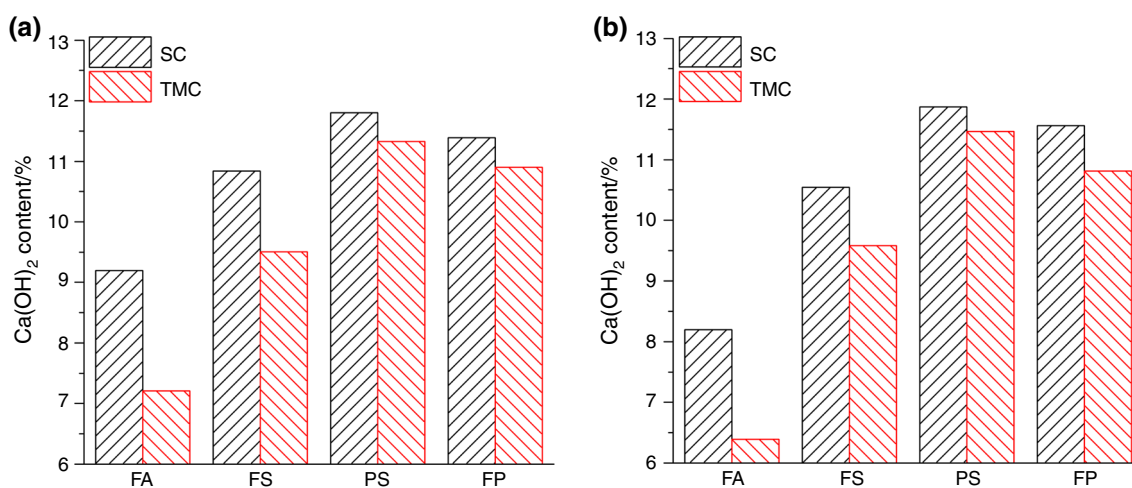 (a)
13
12
11
10
9
8
7
6
Ca(OH)₂ content/%
SC
TMC
FA FS PS FP
(b)
13
12
11
10
9
8
7
6
Ca(OH)₂ content/%
SC
TMC
FA FS PS FP